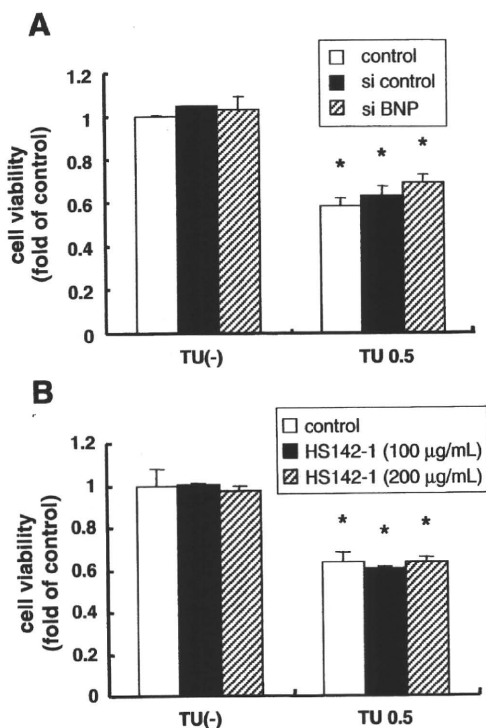 A
control
si control
si BNP
1.2
1
0.8
0.6
0.4
0.2
0
cell viability
(fold of control)
* * *
TU(-) TU 0.5
B
control
HS142-1 (100 µg/mL)
HS142-1 (200 µg/mL)
1.2
1
0.8
0.6
0.4
0.2
0
cell viability
(fold of control)
* * *
TU(-) TU 0.5